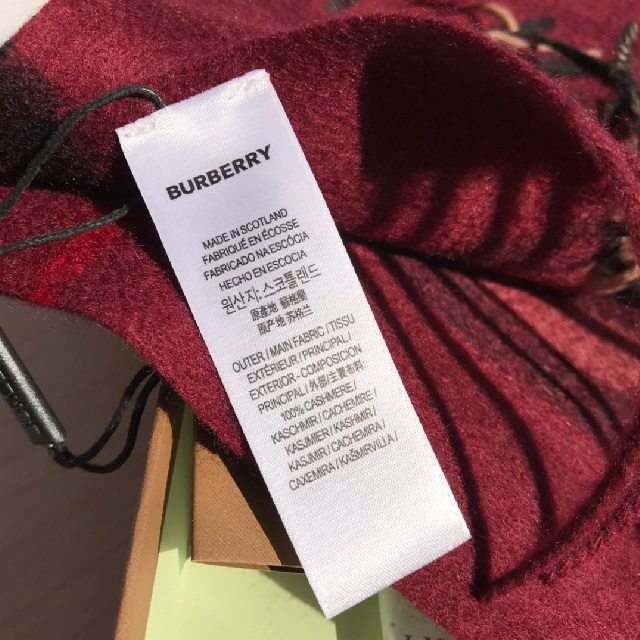 BURBERRY
MADE IN SCOTLAND
FABRIQUÉ EN ÉCOSSE
FABRICADO NA ESCÓCIA
HECHO EN ESCOCIA
원산지: 스코틀랜드
原產地: 蘇格蘭
原产地: 苏格兰
OUTER / MAIN FABRIC / TISSU
EXTÉRIEUR / PRINCIPAL /
EXTERIOR - COMPOSICION
PRINCIPAL / 外部/主要布料
100% CASHMERE /
KASCHMIR / CACHEMIRE /
KASJMIER / KASHMIR /
KASJMIR / CACHEMIRA /
CAXEMIRA / KAŠMIRVILLA /